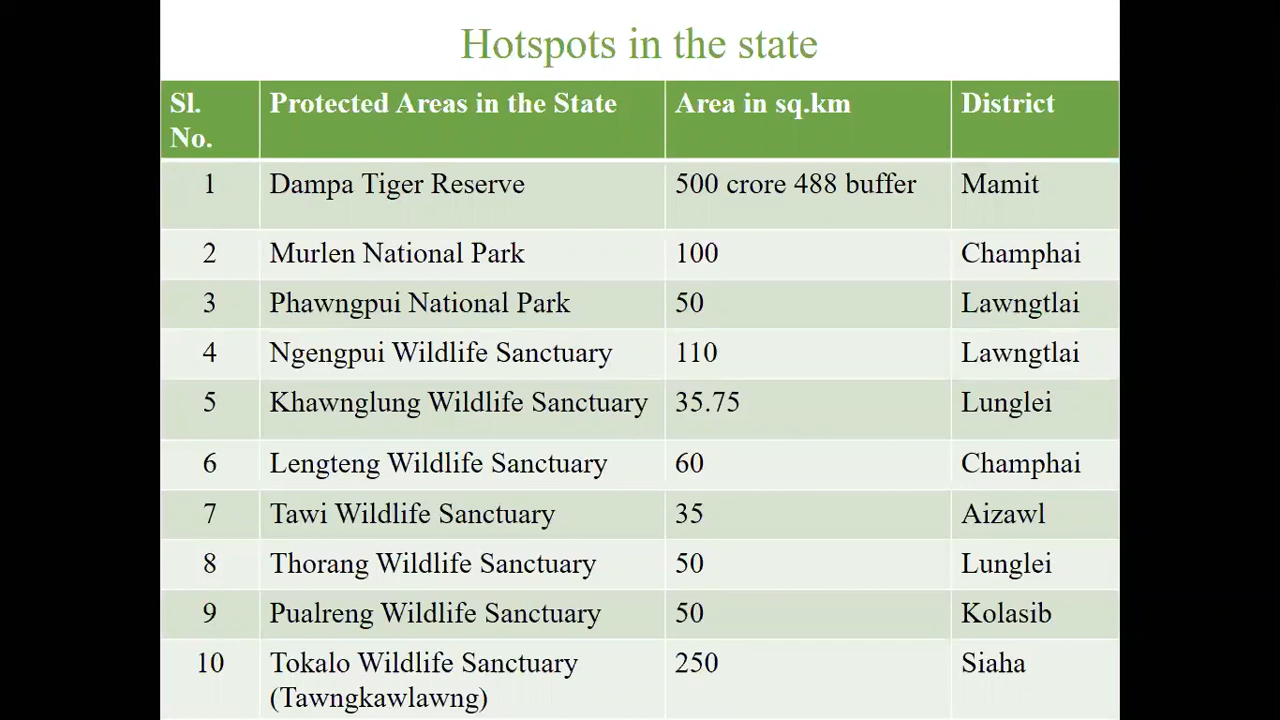 Hotspots in the state
Sl. No. Protected Areas in the State Area in sq.km District
1 Dampa Tiger Reserve 500 crore 488 buffer Mamit
2 Murlen National Park 100 Champhai
3 Phawngpui National Park 50 Lawngtlai
4 Ngengpui Wildlife Sanctuary 110 Lawngtlai
5 Khawnglung Wildlife Sanctuary 35.75 Lunglei
6 Lengteng Wildlife Sanctuary 60 Champhai
7 Tawi Wildlife Sanctuary 35 Aizawl
8 Thorang Wildlife Sanctuary 50 Lunglei
9 Pualreng Wildlife Sanctuary 50 Kolasib
10 Tokalo Wildlife Sanctuary 250 Siaha
(Tawngkawlawng)